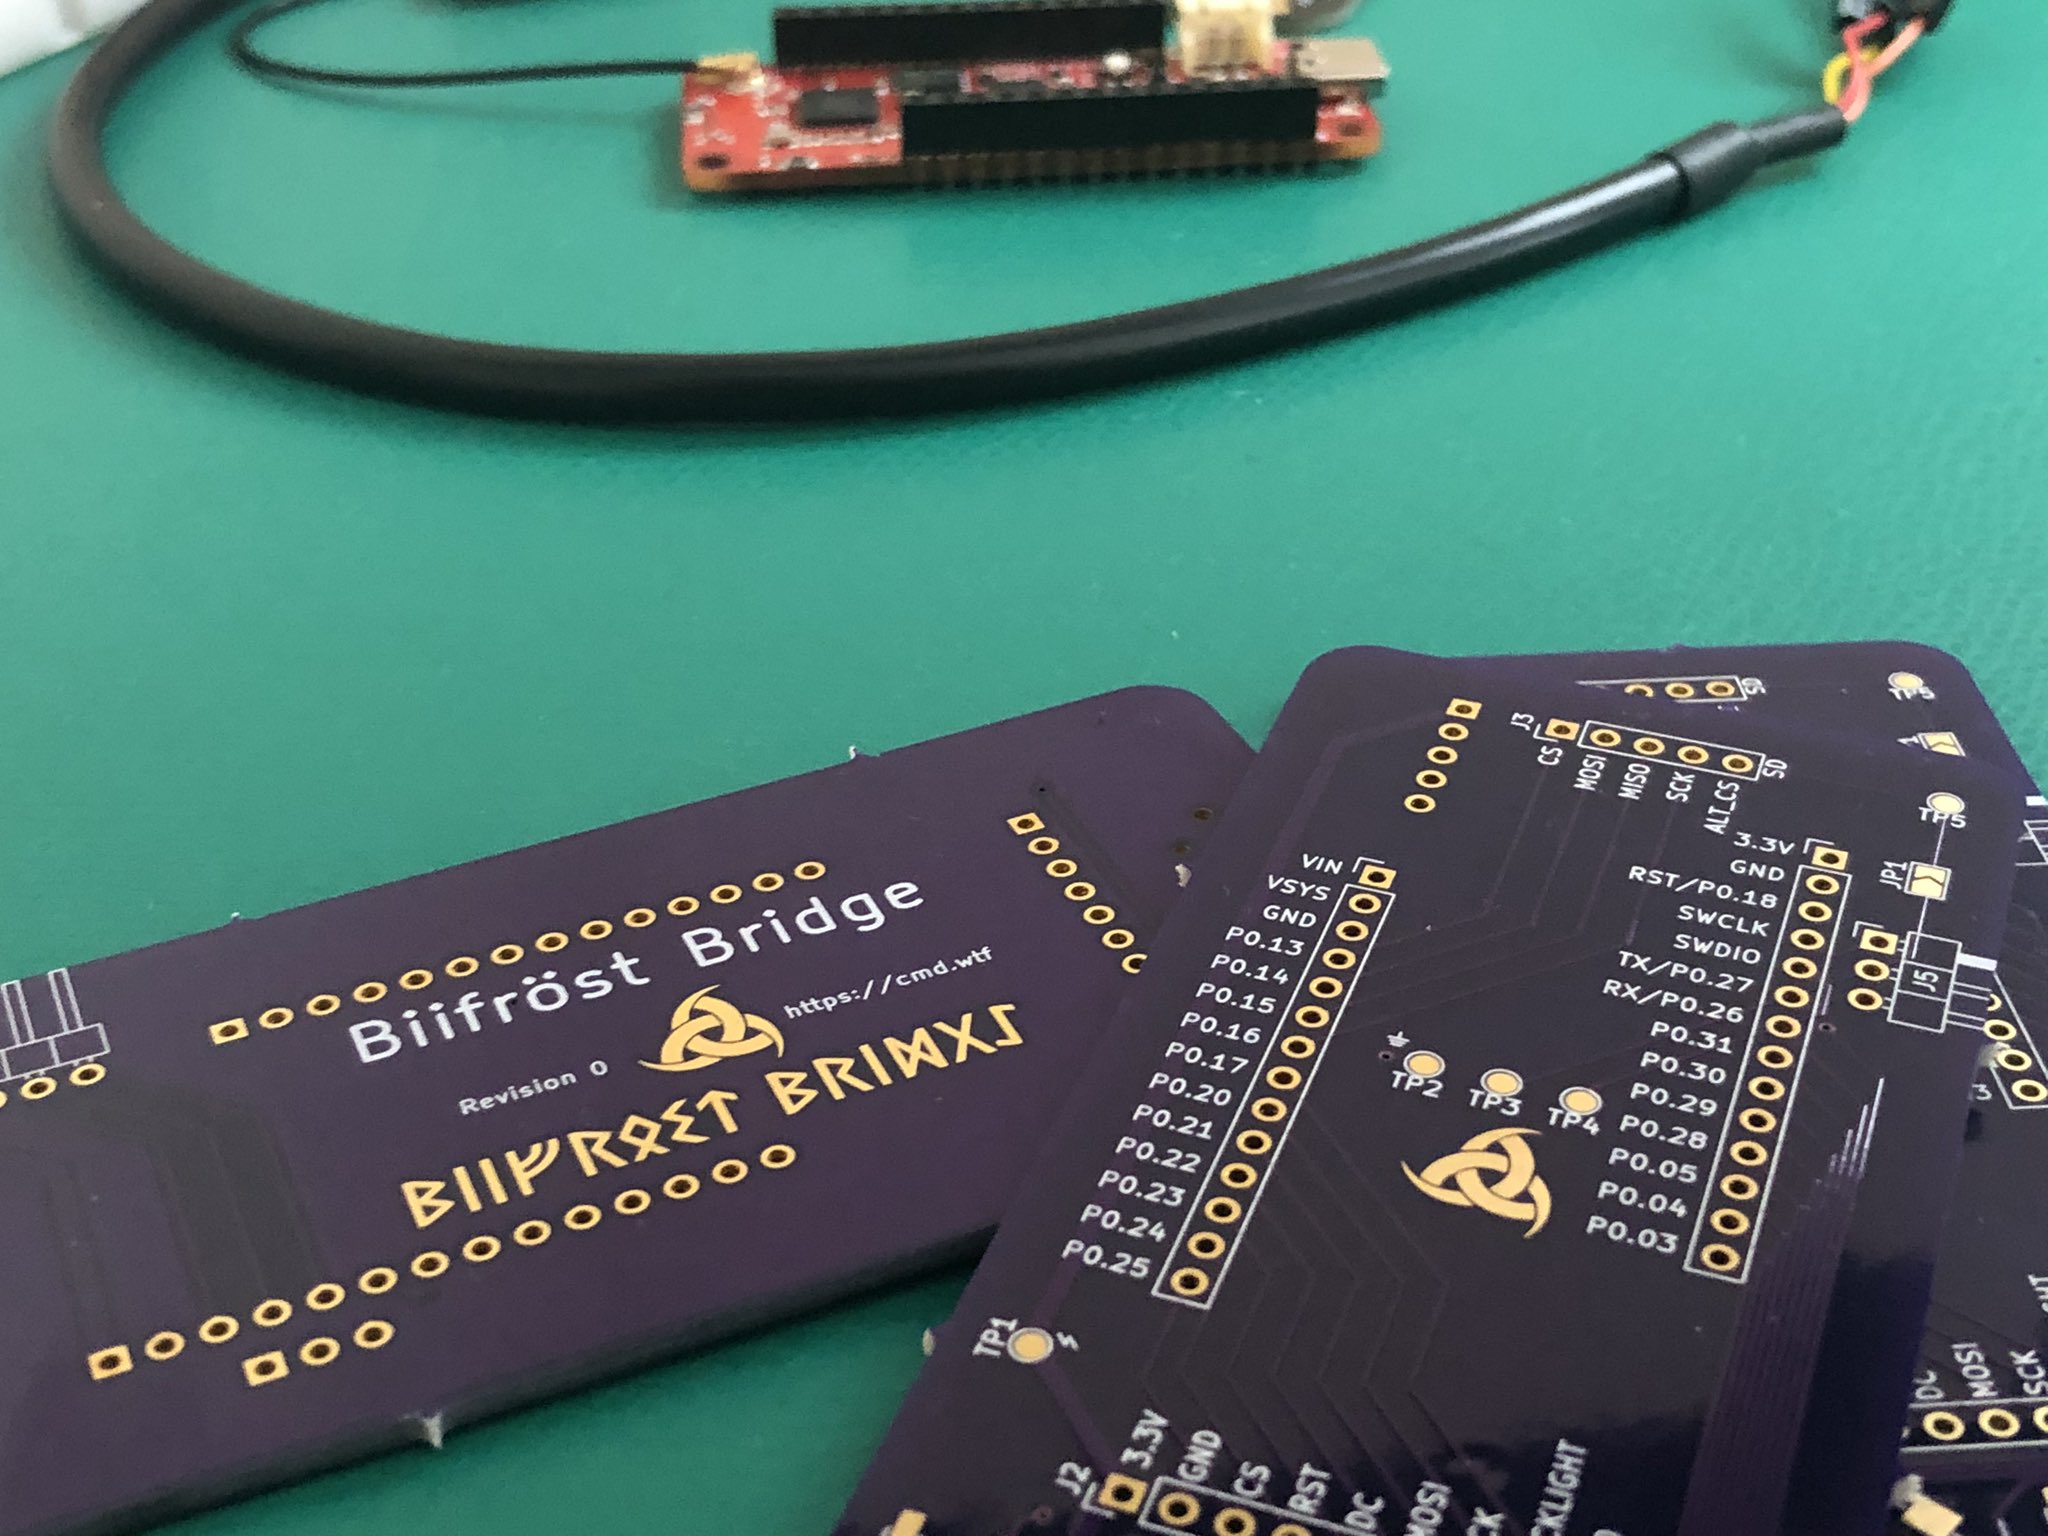 Biifröst Bridge
https://cmd.wtf
Revision 0
ᛒᛁᛁᚠᚱᛟᛊᛏ ᛒᚱᛁᛞᚷᛇ
J3
CS
MOSI
MISO
SCK
ALT_CS
SD
VIN
VSYS
GND
P0.13
P0.14
P0.15
P0.16
P0.17
P0.20
P0.21
P0.22
P0.23
P0.24
P0.25
3.3V
GND
RST/P0.18
SWCLK
SWDIO
TX/P0.27
RX/P0.26
P0.31
P0.30
P0.29
P0.28
P0.05
P0.04
P0.03
TP2
TP3
TP4
TP1
TP5
JP1
J5
J2
3.3V
GND
CS
RST
DC
MOSI
SD
TP5
DC
MOSI
SCK